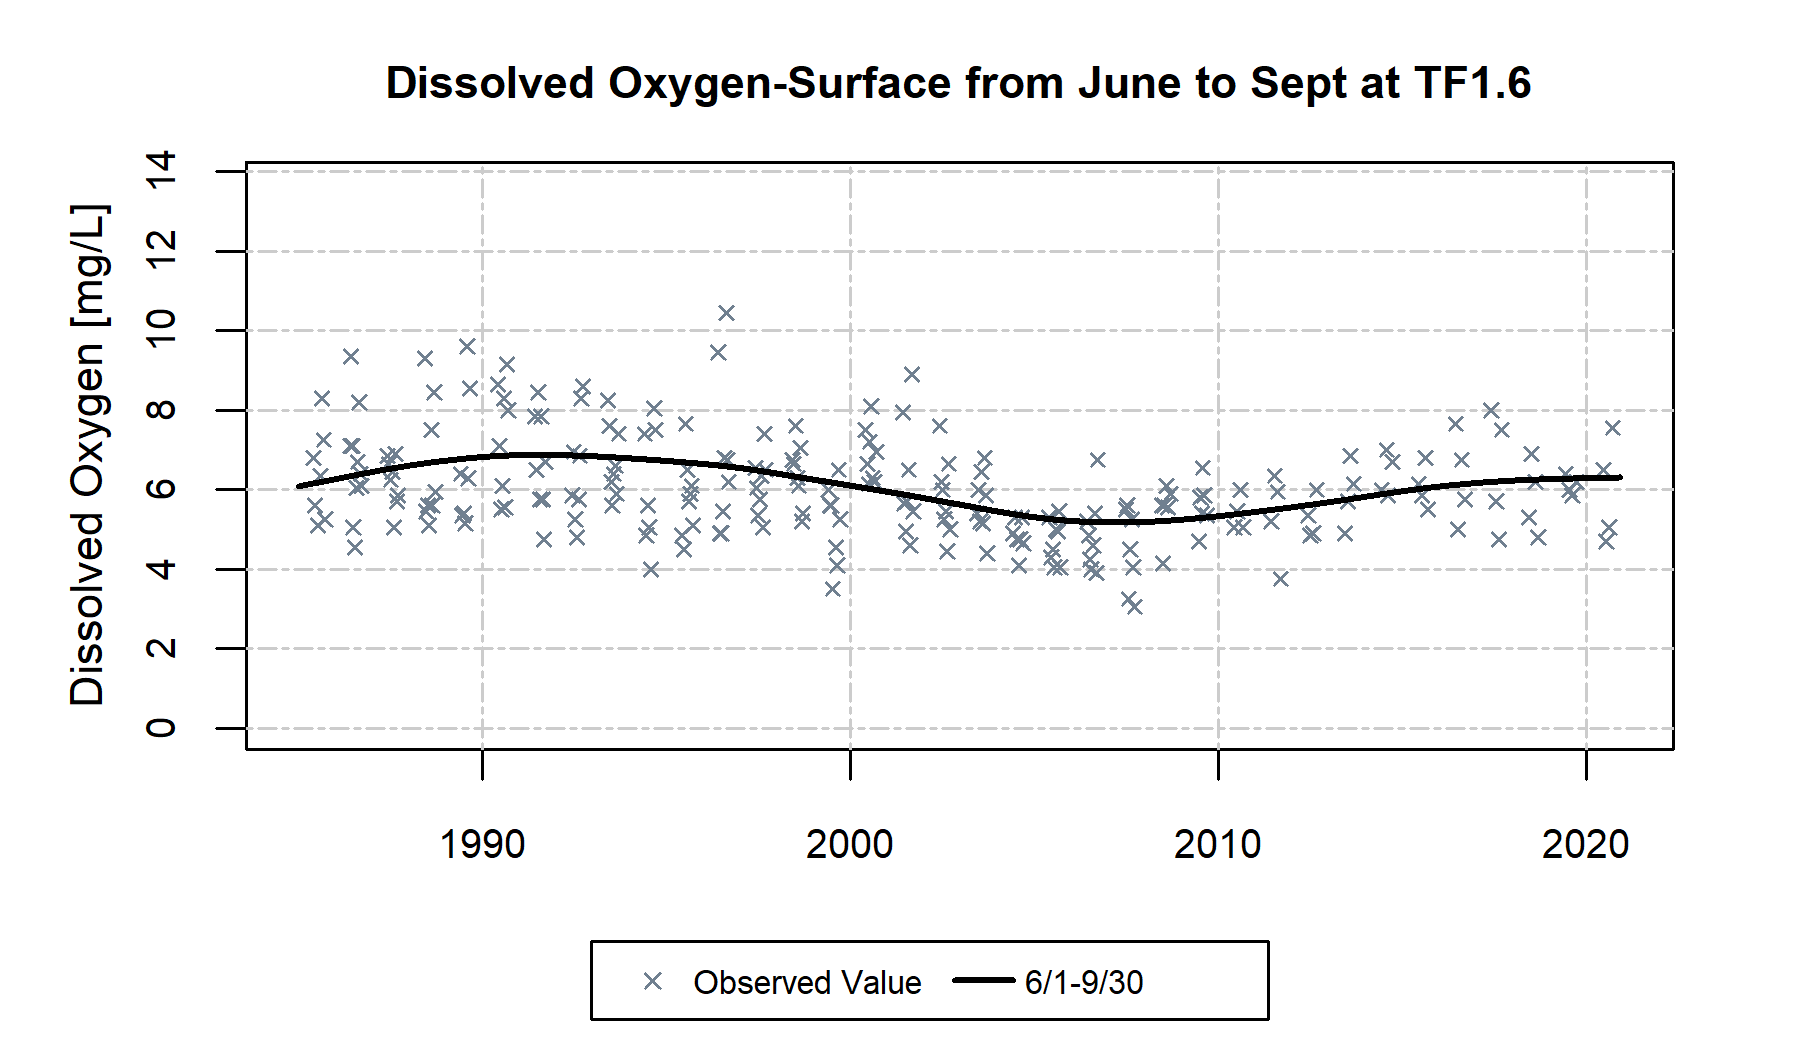 Dissolved Oxygen-Surface from June to Sept at TF1.6
Dissolved Oxygen [mg/L]
14
12
10
8
6
4
2
0
1990 2000 2010 2020
Observed Value 6/1-9/30